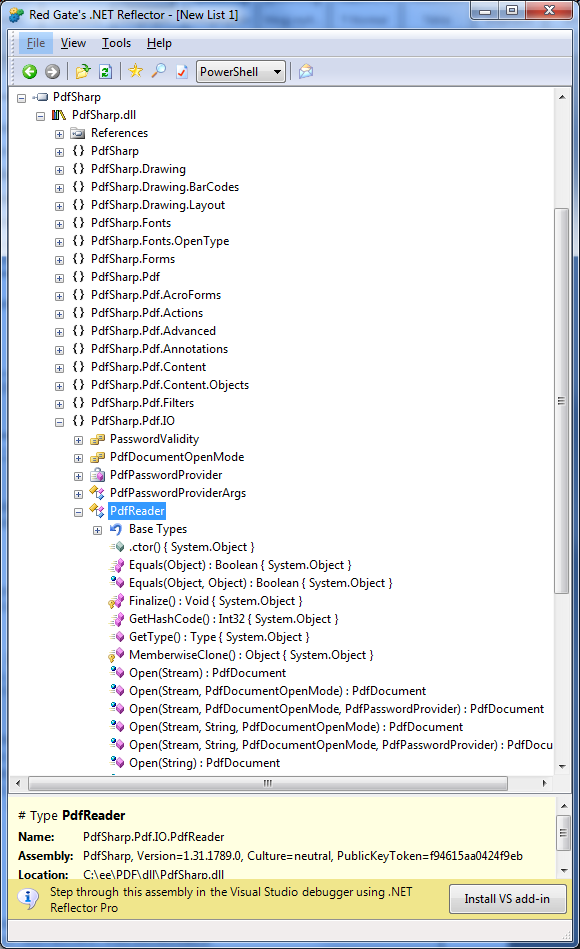 Red Gate's .NET Reflector - [New List 1]
File View Tools Help
PowerShell
PdfSharp
PdfSharp.dll
References
{} PdfSharp
{} PdfSharp.Drawing
{} PdfSharp.Drawing.BarCodes
{} PdfSharp.Drawing.Layout
{} PdfSharp.Fonts
{} PdfSharp.Fonts.OpenType
{} PdfSharp.Forms
{} PdfSharp.Pdf
{} PdfSharp.Pdf.AcroForms
{} PdfSharp.Pdf.Actions
{} PdfSharp.Pdf.Advanced
{} PdfSharp.Pdf.Annotations
{} PdfSharp.Pdf.Content
{} PdfSharp.Pdf.Content.Objects
{} PdfSharp.Pdf.Filters
{} PdfSharp.Pdf.IO
PasswordValidity
PdfDocumentOpenMode
PdfPasswordProvider
PdfPasswordProviderArgs
PdfReader
Base Types
.ctor() { System.Object }
Equals(Object) : Boolean { System.Object }
Equals(Object, Object) : Boolean { System.Object }
Finalize() : Void { System.Object }
GetHashCode() : Int32 { System.Object }
GetType() : Type { System.Object }
MemberwiseClone() : Object { System.Object }
Open(Stream) : PdfDocument
Open(Stream, PdfDocumentOpenMode) : PdfDocument
Open(Stream, PdfDocumentOpenMode, PdfPasswordProvider) : PdfDocument
Open(Stream, String, PdfDocumentOpenMode) : PdfDocument
Open(Stream, String, PdfDocumentOpenMode, PdfPasswordProvider) : PdfDocu
Open(String) : PdfDocument
# Type PdfReader
Name: PdfSharp.Pdf.IO.PdfReader
Assembly: PdfSharp, Version=1.31.1789.0, Culture=neutral, PublicKeyToken=f94615aa0424f9eb
Location: C:\ee\PDF\dll\PdfSharp.dll
Step through this assembly in the Visual Studio debugger using .NET
Reflector Pro
Install VS add-in